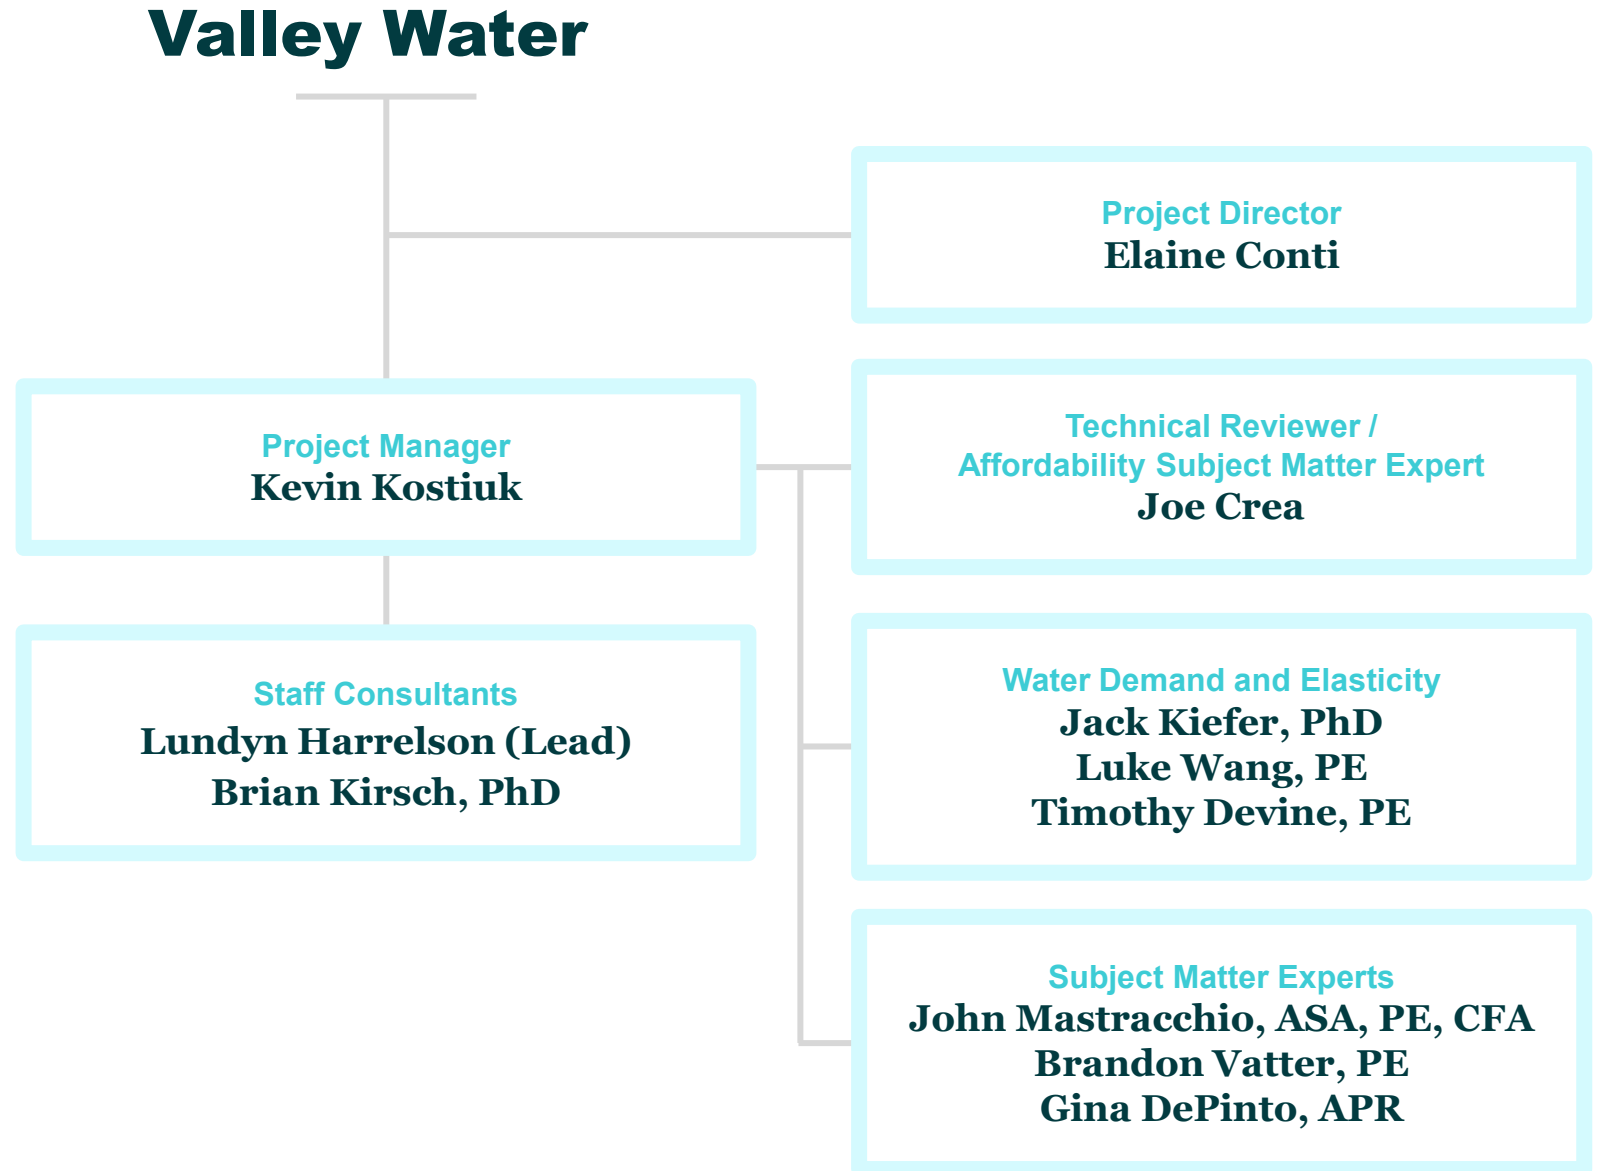 Valley Water
Project Director
Elaine Conti
Project Manager
Kevin Kostiuk
Technical Reviewer /
Affordability Subject Matter Expert
Joe Crea
Staff Consultants
Lundyn Harrelson (Lead)
Brian Kirsch, PhD
Water Demand and Elasticity
Jack Kiefer, PhD
Luke Wang, PE
Timothy Devine, PE
Subject Matter Experts
John Mastracchio, ASA, PE, CFA
Brandon Vatter, PE
Gina DePinto, APR